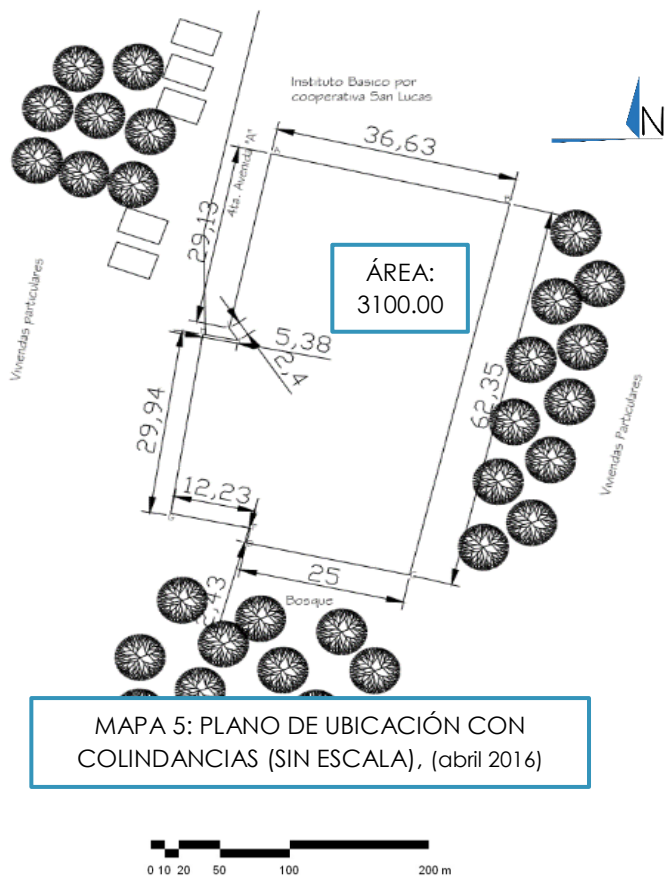 Instituto Basico por
cooperativa San Lucas
N
36,63
4ta. Avenida "A"
29,13
ÁREA:
3100.00
5,38
2,4
Viviendas particulares
62,35
29,94
Viviendas Particulares
12,23
25
Bosque
MAPA 5: PLANO DE UBICACIÓN CON
COLINDANCIAS (SIN ESCALA), (abril 2016)
0 10 20 50 100 200 m